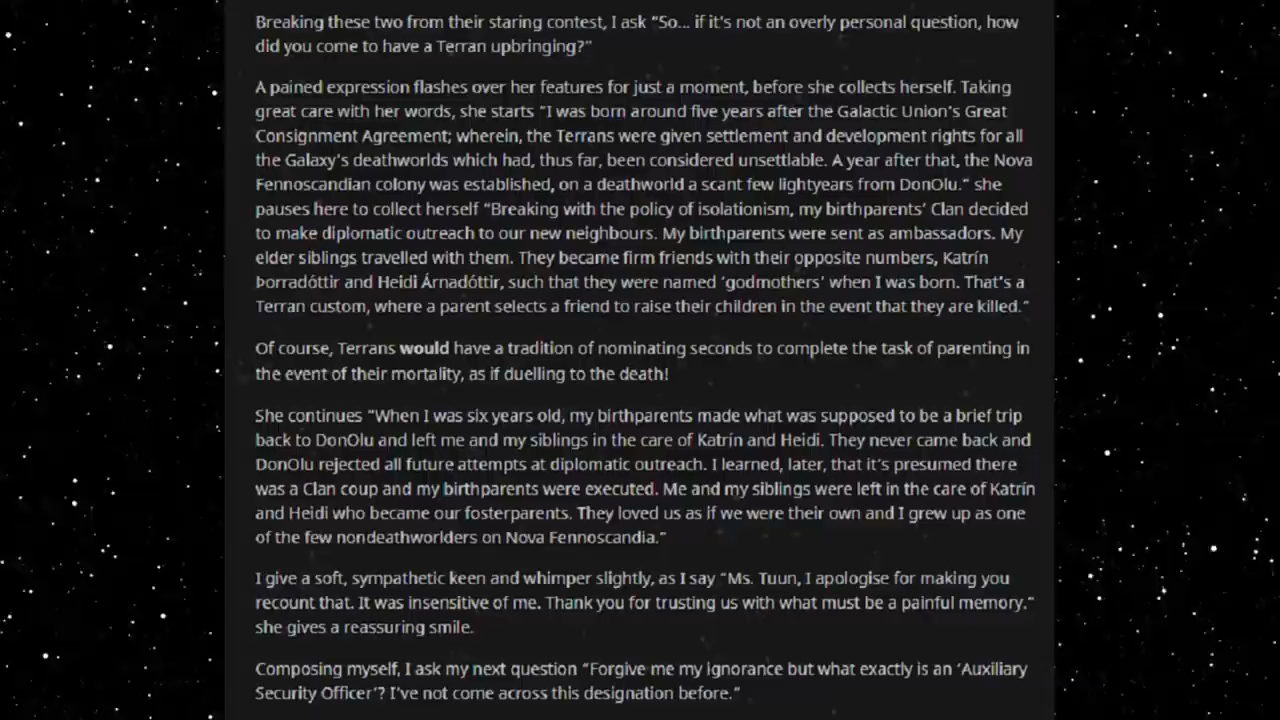 Breaking these two from their staring contest, I ask “So... if it's not an overly personal question, how
did you come to have a Terran upbringing?”
A pained expression flashes over her features for just a moment, before she collects herself. Taking
great care with her words, she starts “I was born around five years after the Galactic Union's Great
Consignment Agreement; wherein, the Terrans were given settlement and development rights for all
the Galaxy's deathworlds which had, thus far, been considered unsettlable. A year after that, the Nova
Fennoscandian colony was established, on a deathworld a scant few lightyears from DonOlu.” she
pauses here to collect herself “Breaking with the policy of isolationism, my birthparents' Clan decided
to make diplomatic outreach to our new neighbours. My birthparents were sent as ambassadors. My
elder siblings travelled with them. They became firm friends with their opposite numbers, Katrín
Þorradóttir and Heidi Árnadóttir, such that they were named ‘godmothers’ when I was born. That's a
Terran custom, where a parent selects a friend to raise their children in the event that they are killed.”
Of course, Terrans would have a tradition of nominating seconds to complete the task of parenting in
the event of their mortality, as if duelling to the death!
She continues “When I was six years old, my birthparents made what was supposed to be a brief trip
back to DonOlu and left me and my siblings in the care of Katrín and Heidi. They never came back and
DonOlu rejected all future attempts at diplomatic outreach. I learned, later, that it's presumed there
was a Clan coup and my birthparents were executed. Me and my siblings were left in the care of Katrín
and Heidi who became our fosterparents. They loved us as if we were their own and I grew up as one
of the few nondeathworlders on Nova Fennoscandia.”
I give a soft, sympathetic keen and whimper slightly, as I say “Ms. Tuun, I apologise for making you
recount that. It was insensitive of me. Thank you for trusting us with what must be a painful memory.”
she gives a reassuring smile.
Composing myself, I ask my next question “Forgive me my ignorance but what exactly is an ‘Auxiliary
Security Officer’? I've not come across this designation before.”